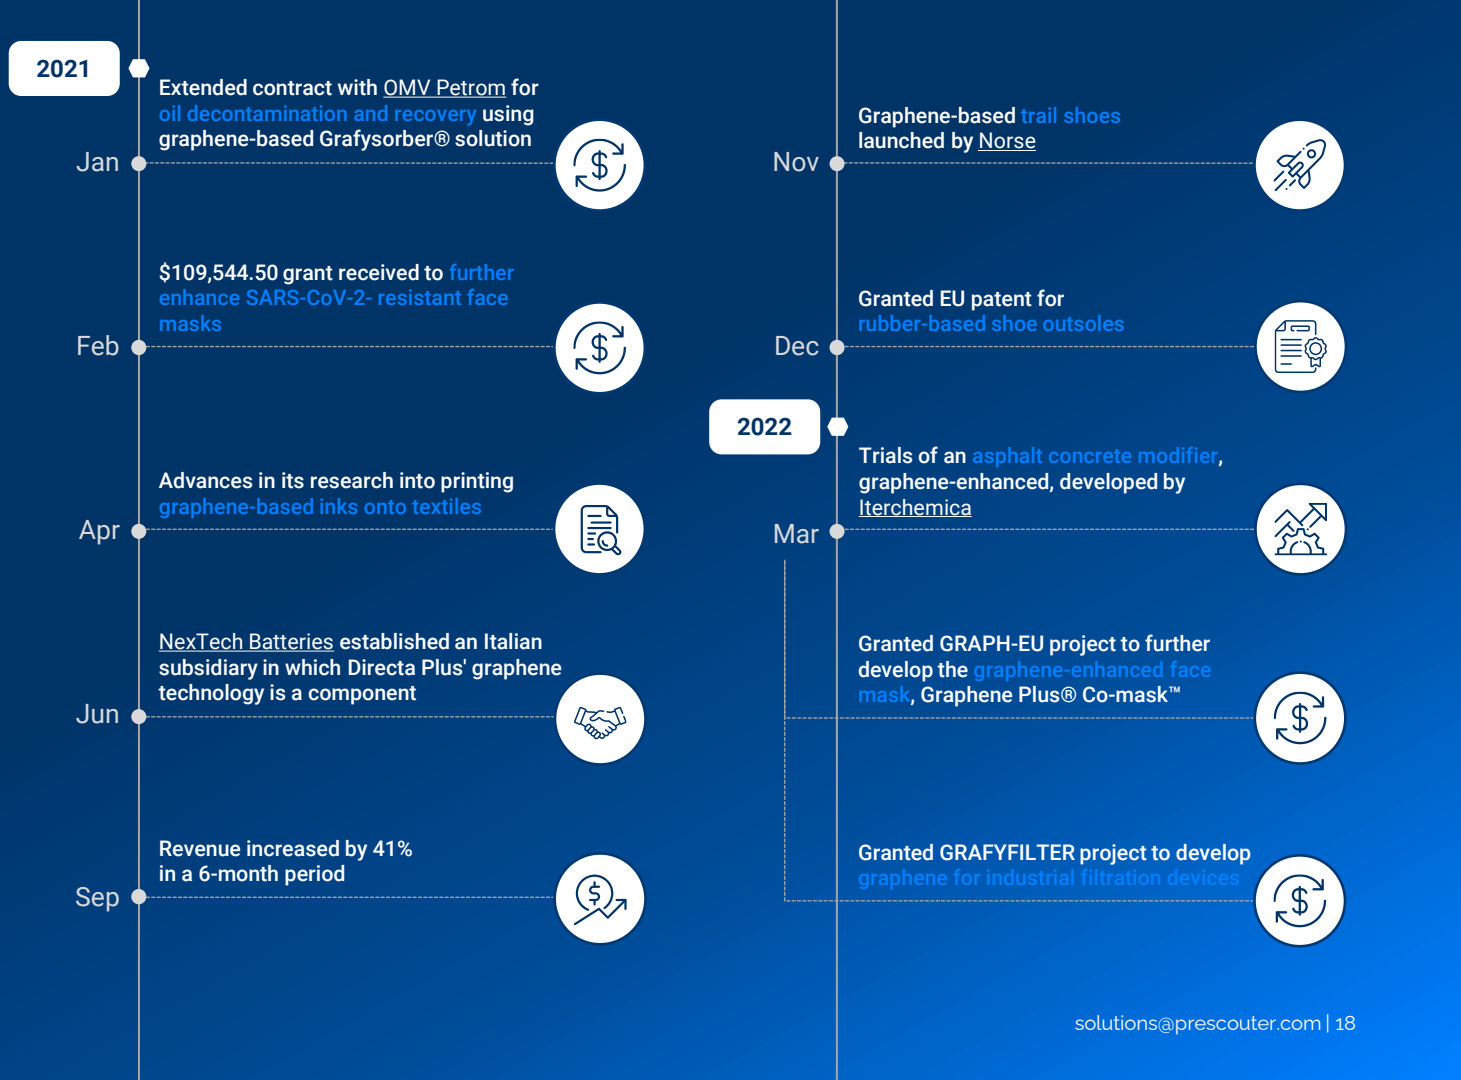 2021
Extended contract with OMV Petrom for
oil decontamination and recovery using
graphene-based Grafysorber® solution
Jan
$109,544.50 grant received to further
enhance SARS-CoV-2- resistant face
masks
Feb
Advances in its research into printing
graphene-based inks onto textiles
Apr
NexTech Batteries established an Italian
subsidiary in which Directa Plus' graphene
technology is a component
Jun
Revenue increased by 41%
in a 6-month period
Sep
Graphene-based trail shoes
launched by Norse
Nov
Granted EU patent for
rubber-based shoe outsoles
Dec
2022
Trials of an asphalt concrete modifier,
graphene-enhanced, developed by
Iterchemica
Mar
Granted GRAPH-EU project to further
develop the graphene-enhanced face
mask, Graphene Plus® Co-mask™
Granted GRAFYFILTER project to develop
graphene for industrial filtration devices
solutions@prescouter.com | 18